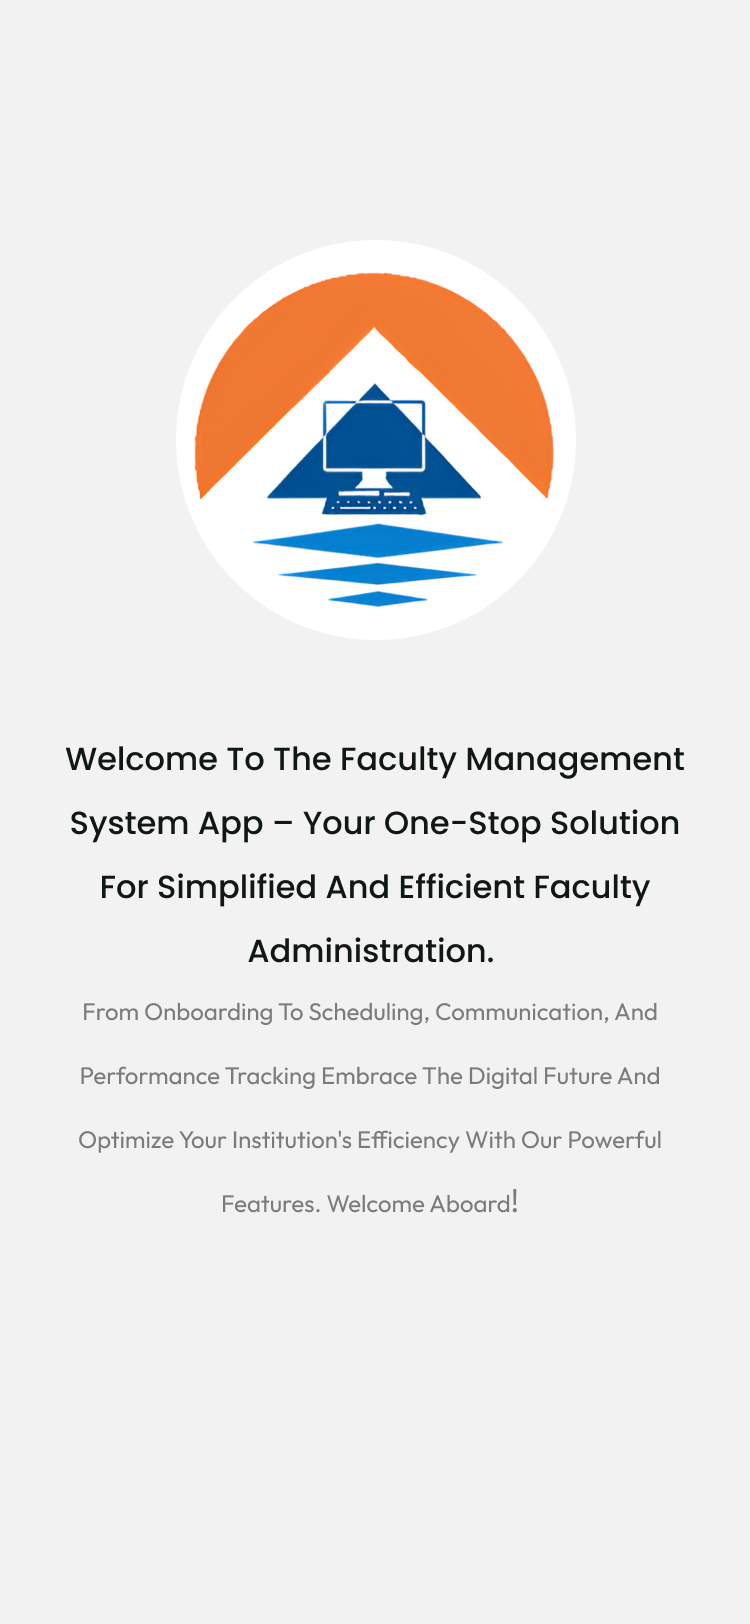 Welcome To The Faculty Management
System App – Your One-Stop Solution
For Simplified And Efficient Faculty
Administration.
From Onboarding To Scheduling, Communication, And
Performance Tracking Embrace The Digital Future And
Optimize Your Institution's Efficiency With Our Powerful
Features. Welcome Aboard!